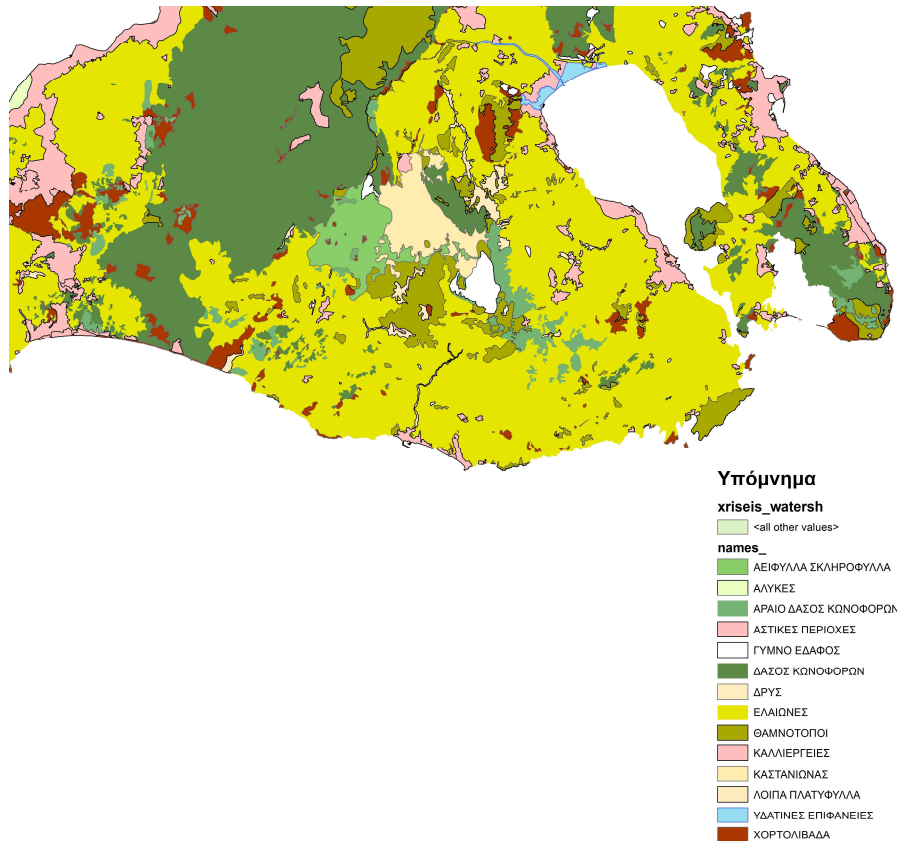 Υπόμνημα
xriseis_watersh
<all other values>
names_
ΑΕΙΦΥΛΛΑ ΣΚΛΗΡΟΦΥΛΛΑ
ΑΛΥΚΕΣ
ΑΡΑΙΟ ΔΑΣΟΣ ΚΩΝΟΦΟΡΩΝ
ΑΣΤΙΚΕΣ ΠΕΡΙΟΧΕΣ
ΓΥΜΝΟ ΕΔΑΦΟΣ
ΔΑΣΟΣ ΚΩΝΟΦΟΡΩΝ
ΔΡΥΣ
ΕΛΑΙΩΝΕΣ
ΘΑΜΝΟΤΟΠΟΙ
ΚΑΛΛΙΕΡΓΕΙΕΣ
ΚΑΣΤΑΝΙΩΝΑΣ
ΛΟΙΠΑ ΠΛΑΤΥΦΥΛΛΑ
ΥΔΑΤΙΝΕΣ ΕΠΙΦΑΝΕΙΕΣ
ΧΟΡΤΟΛΙΒΑΔΑ